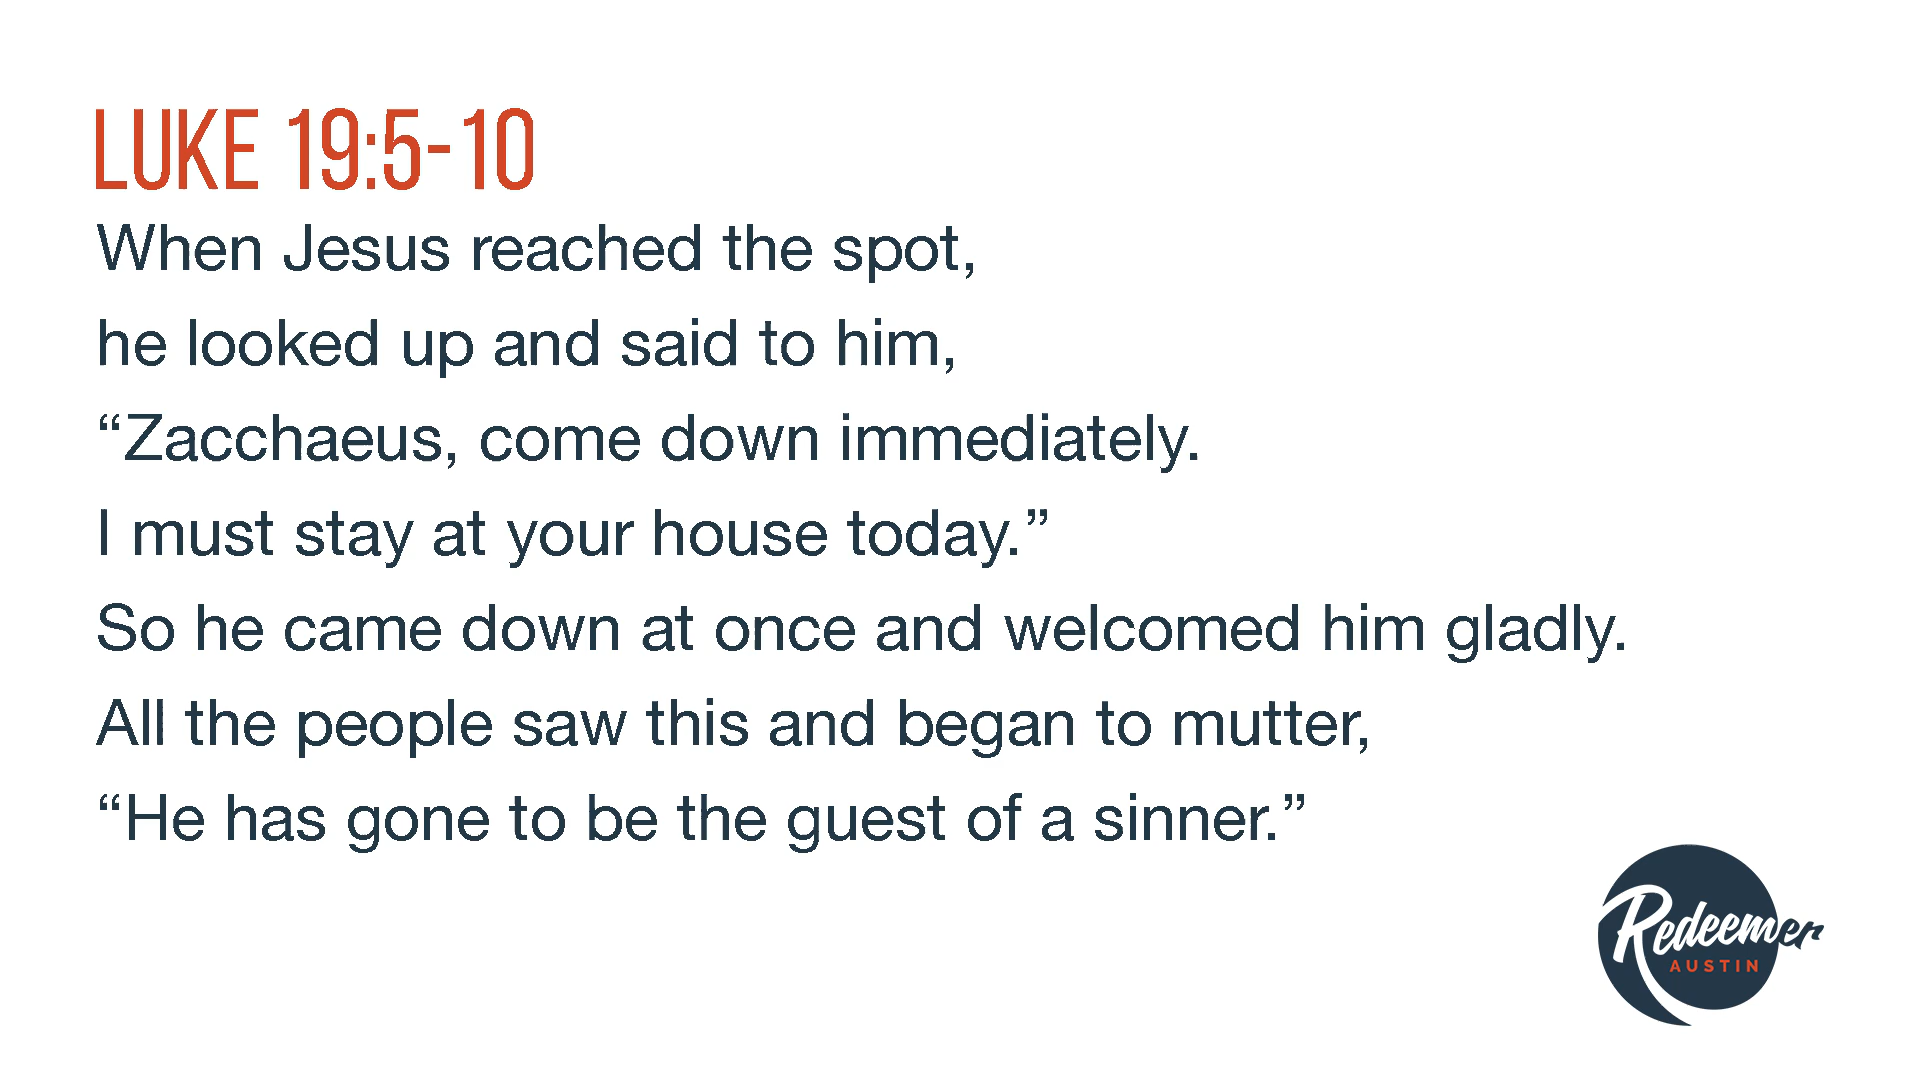 LUKE 19:5-10
When Jesus reached the spot,
he looked up and said to him,
“Zacchaeus, come down immediately.
I must stay at your house today.”
So he came down at once and welcomed him gladly.
All the people saw this and began to mutter,
“He has gone to be the guest of a sinner.”
Redeemer
AUSTIN